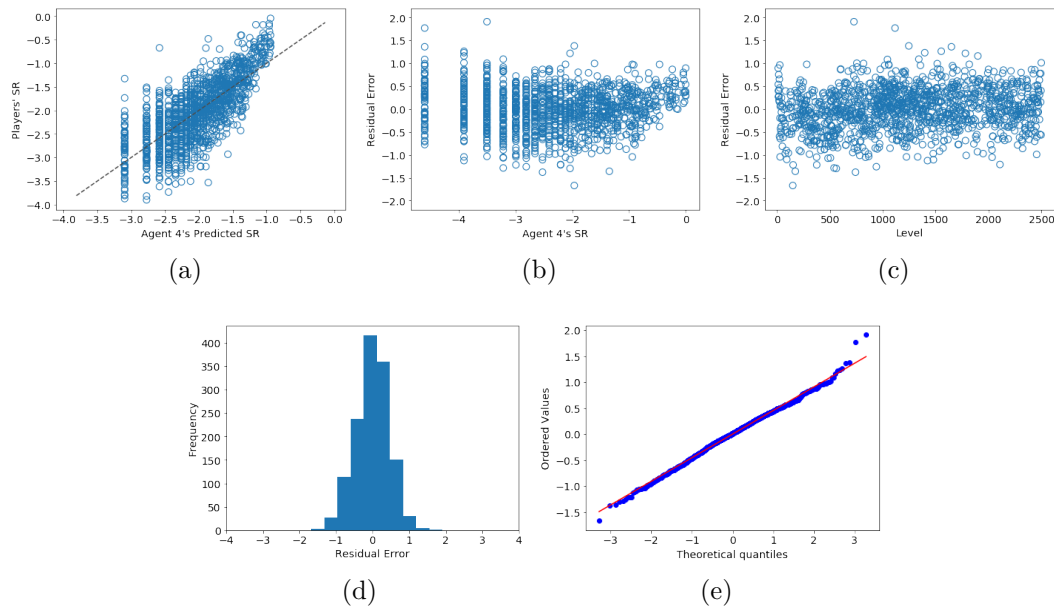 0.0
−0.5
−1.0
−1.5
−2.0
−2.5
−3.0
−3.5
−4.0
Players' SR
−4.0 −3.5 −3.0 −2.5 −2.0 −1.5 −1.0 −0.5 0.0
Agent 4's Predicted SR
(a)
2.0
1.5
1.0
0.5
0.0
−0.5
−1.0
−1.5
−2.0
Residual Error
−4 −3 −2 −1 0
Agent 4's SR
(b)
2.0
1.5
1.0
0.5
0.0
−0.5
−1.0
−1.5
−2.0
Residual Error
0 500 1000 1500 2000 2500
Level
(c)
400
350
300
250
200
150
100
50
0
Frequency
−4 −3 −2 −1 0 1 2 3 4
Residual Error
(d)
2.0
1.5
1.0
0.5
0.0
−0.5
−1.0
−1.5
Ordered Values
−3 −2 −1 0 1 2 3
Theoretical quantiles
(e)